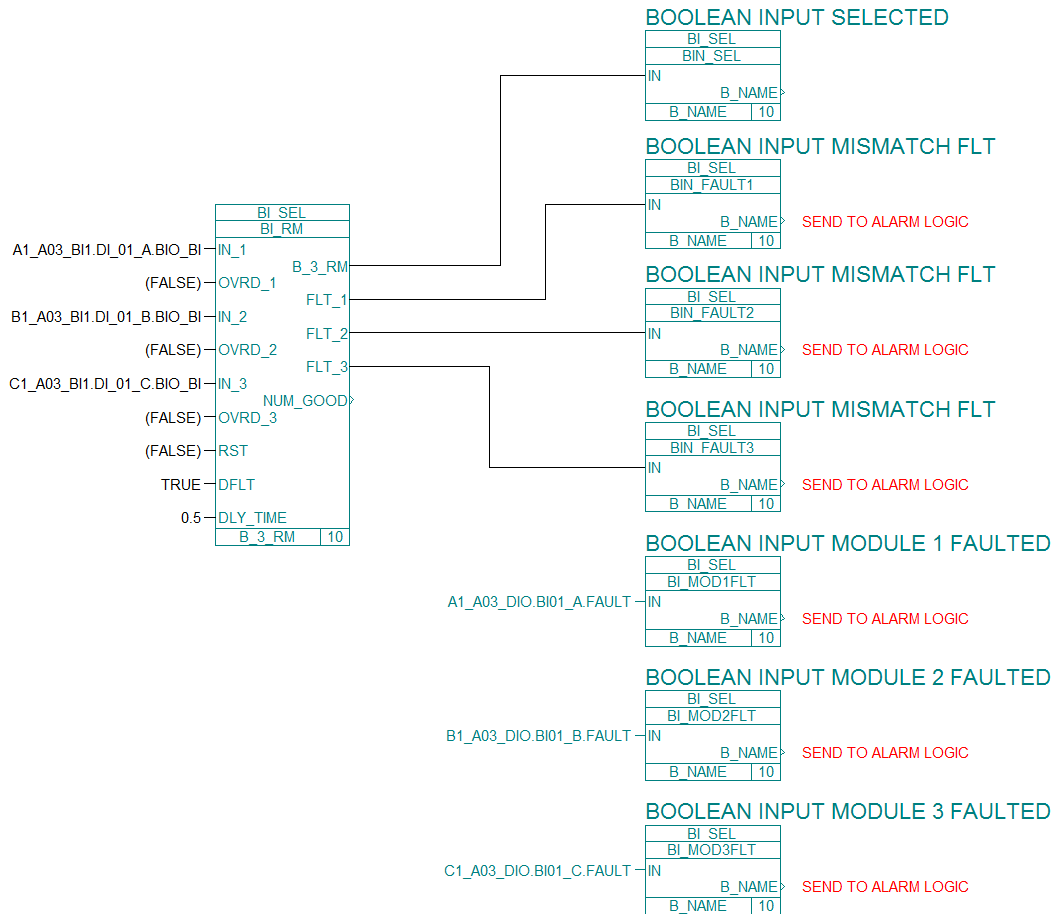 BI_SEL
BI_RM
A1_A03_BI1.DI_01_A.BIO_BI IN_1
B_3_RM
(FALSE) OVRD_1
FLT_1
B1_A03_BI1.DI_01_B.BIO_BI IN_2
FLT_2
(FALSE) OVRD_2
FLT_3
C1_A03_BI1.DI_01_C.BIO_BI IN_3
NUM_GOOD
(FALSE) OVRD_3
(FALSE) RST
TRUE DFLT
0.5 DLY_TIME
B_3_RM 10
BOOLEAN INPUT SELECTED
BI_SEL
BIN_SEL
IN
B_NAME
B_NAME 10
BOOLEAN INPUT MISMATCH FLT
BI_SEL
BIN_FAULT1
IN
B_NAME SEND TO ALARM LOGIC
B_NAME 10
BOOLEAN INPUT MISMATCH FLT
BI_SEL
BIN_FAULT2
IN
B_NAME SEND TO ALARM LOGIC
B_NAME 10
BOOLEAN INPUT MISMATCH FLT
BI_SEL
BIN_FAULT3
IN
B_NAME SEND TO ALARM LOGIC
B_NAME 10
BOOLEAN INPUT MODULE 1 FAULTED
BI_SEL
BI_MOD1FLT
A1_A03_DIO.BI01_A.FAULT IN
B_NAME SEND TO ALARM LOGIC
B_NAME 10
BOOLEAN INPUT MODULE 2 FAULTED
BI_SEL
BI_MOD2FLT
B1_A03_DIO.BI01_B.FAULT IN
B_NAME SEND TO ALARM LOGIC
B_NAME 10
BOOLEAN INPUT MODULE 3 FAULTED
BI_SEL
BI_MOD3FLT
C1_A03_DIO.BI01_C.FAULT IN
B_NAME SEND TO ALARM LOGIC
B_NAME 10